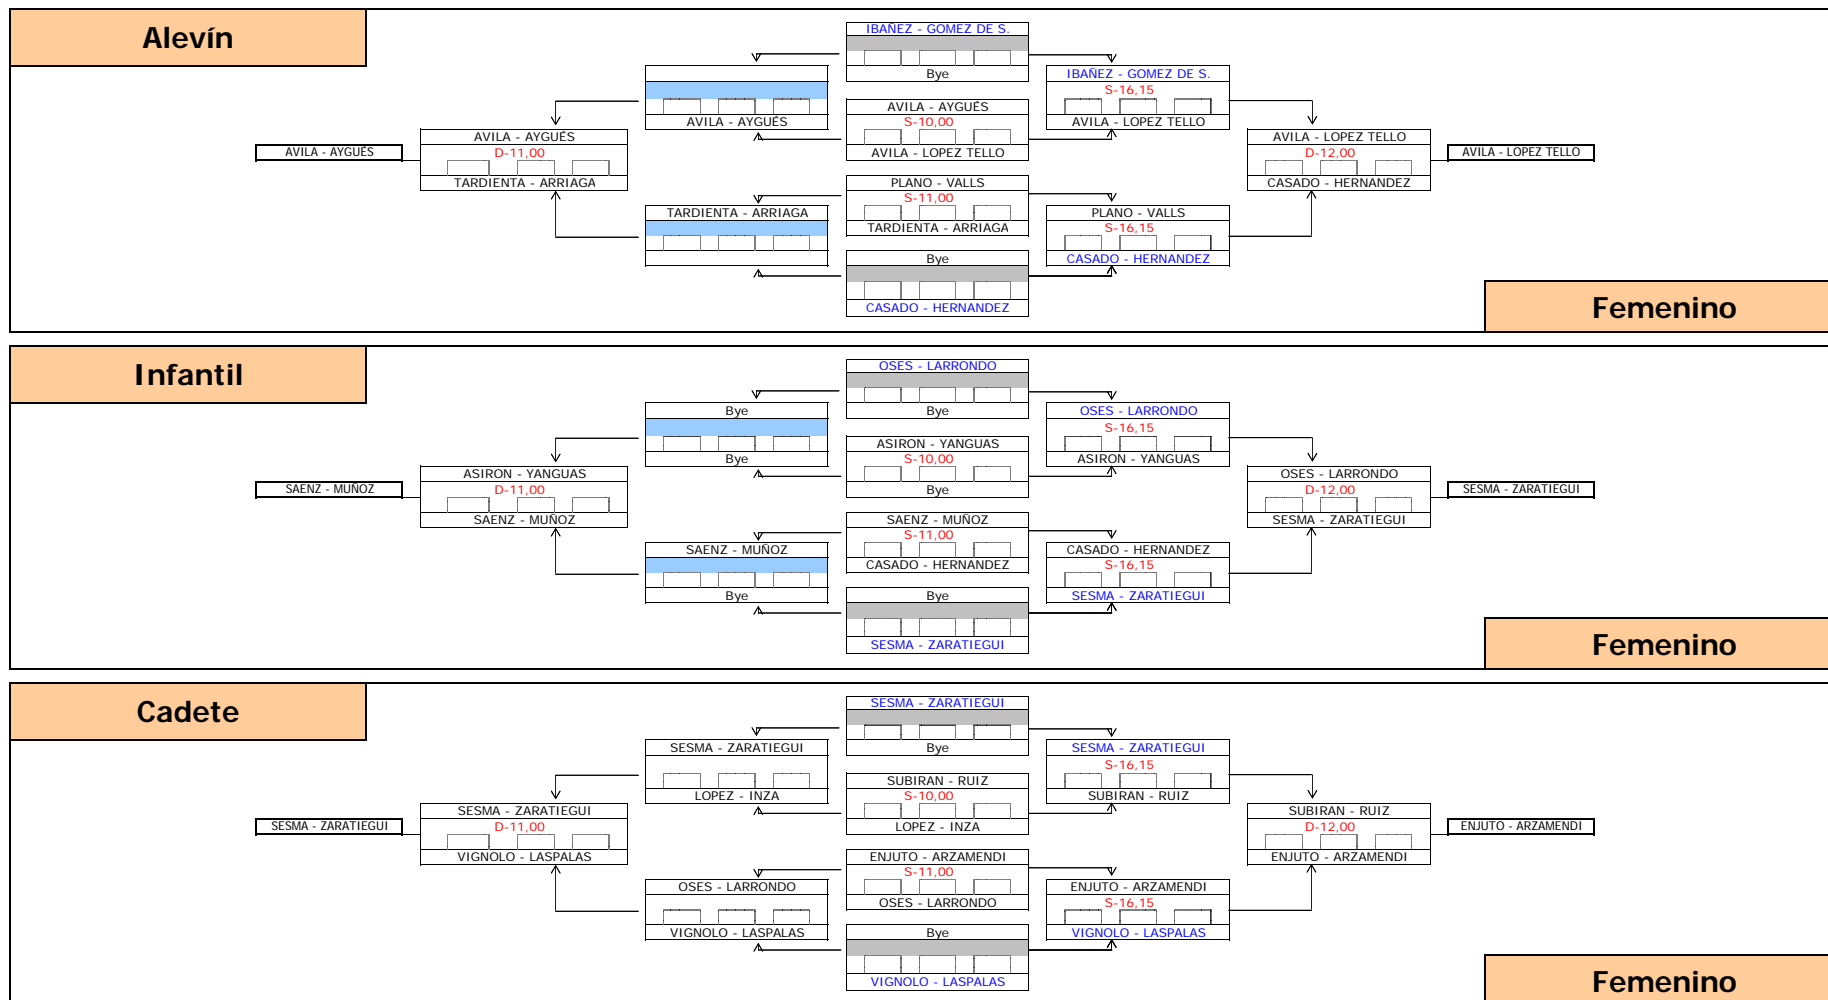 Alevín
IBAÑEZ - GOMEZ DE S.
Bye
IBAÑEZ - GOMEZ DE S.
S-16,15
AVILA - LOPEZ TELLO
AVILA - AYGUÉS
AVILA - AYGUÉS
S-10,00
AVILA - LOPEZ TELLO
AVILA - AYGUÉS
D-11,00
TARDIENTA - ARRIAGA
AVILA - AYGUÉS
AVILA - LOPEZ TELLO
D-12,00
CASADO - HERNANDEZ
AVILA - LOPEZ TELLO
PLANO - VALLS
S-11,00
TARDIENTA - ARRIAGA
TARDIENTA - ARRIAGA
PLANO - VALLS
S-16,15
CASADO - HERNANDEZ
Bye
CASADO - HERNANDEZ
Femenino
Infantil
OSES - LARRONDO
Bye
Bye
Bye
OSES - LARRONDO
S-16,15
ASIRON - YANGUAS
ASIRON - YANGUAS
S-10,00
Bye
ASIRON - YANGUAS
D-11,00
SAENZ - MUÑOZ
SAENZ - MUÑOZ
OSES - LARRONDO
D-12,00
SESMA - ZARATIEGUI
SESMA - ZARATIEGUI
SAENZ - MUÑOZ
S-11,00
CASADO - HERNANDEZ
SAENZ - MUÑOZ
Bye
CASADO - HERNANDEZ
S-16,15
SESMA - ZARATIEGUI
Bye
SESMA - ZARATIEGUI
Femenino
Cadete
SESMA - ZARATIEGUI
Bye
SESMA - ZARATIEGUI
LOPEZ - INZA
SESMA - ZARATIEGUI
S-16,15
SUBIRAN - RUIZ
SUBIRAN - RUIZ
S-10,00
LOPEZ - INZA
SESMA - ZARATIEGUI
D-11,00
VIGNOLO - LASPALAS
SESMA - ZARATIEGUI
SUBIRAN - RUIZ
D-12,00
ENJUTO - ARZAMENDI
ENJUTO - ARZAMENDI
ENJUTO - ARZAMENDI
S-11,00
OSES - LARRONDO
OSES - LARRONDO
VIGNOLO - LASPALAS
ENJUTO - ARZAMENDI
S-16,15
VIGNOLO - LASPALAS
Bye
VIGNOLO - LASPALAS
Femenino